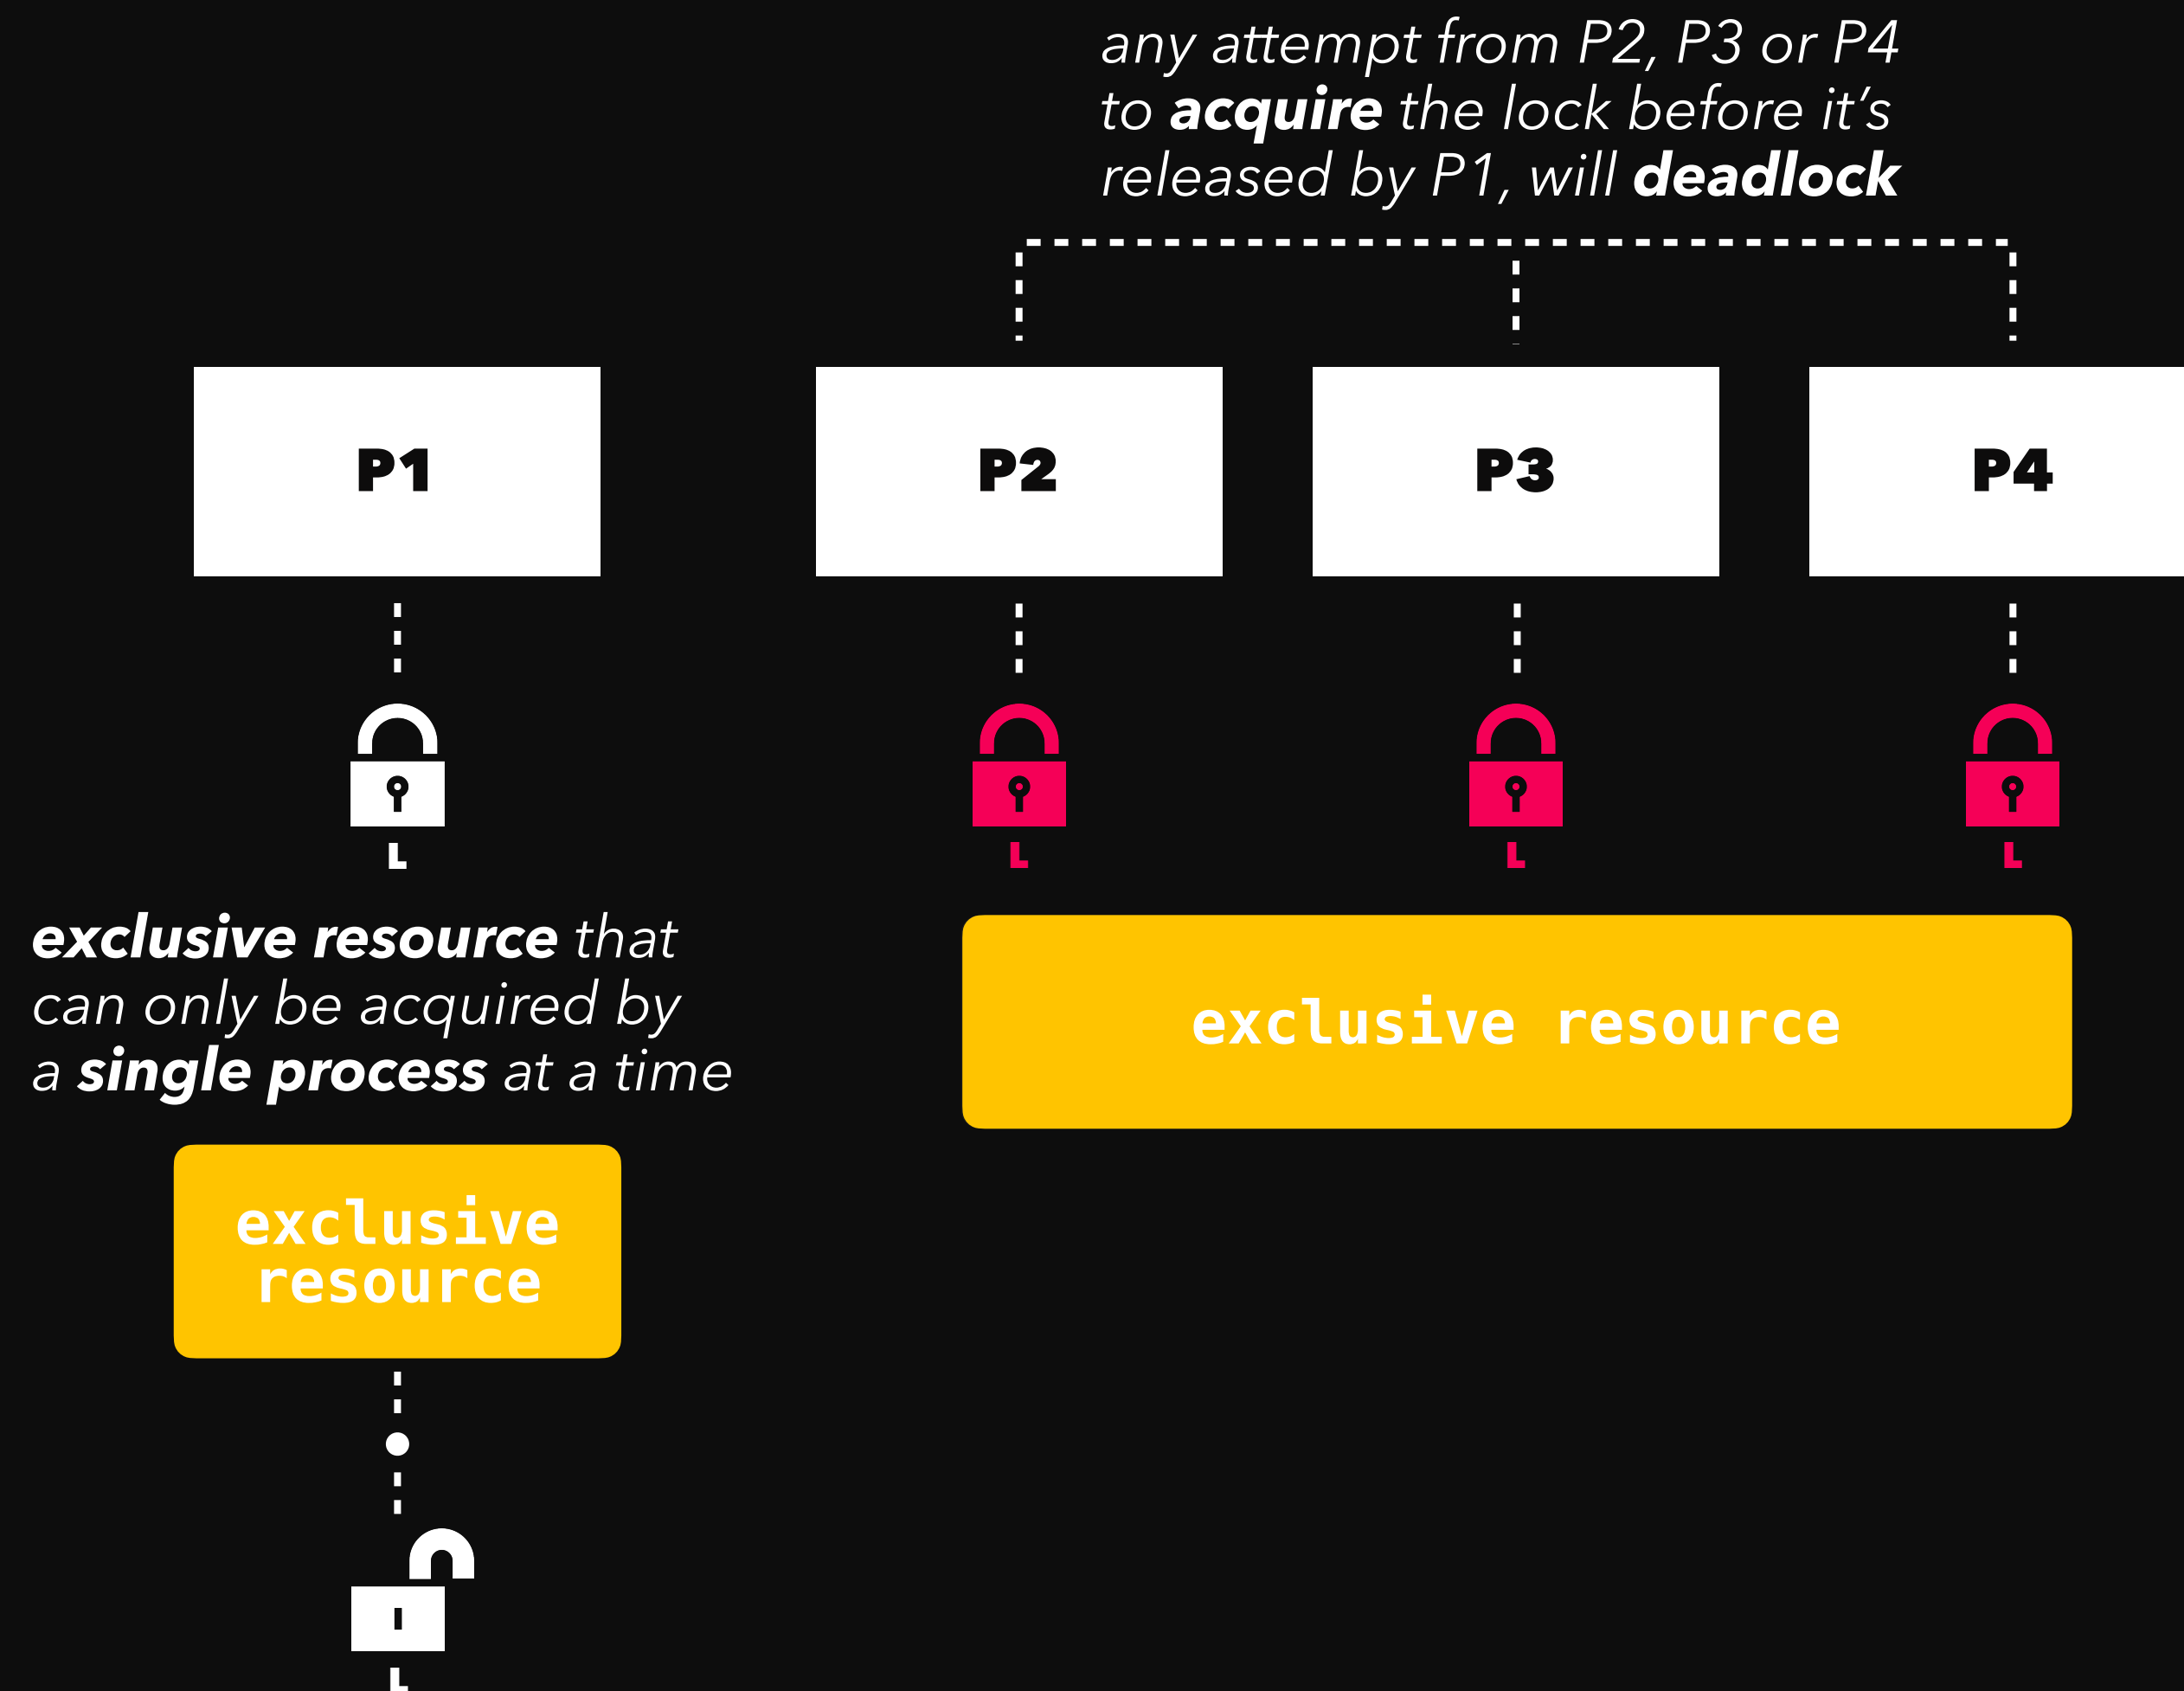 any attempt from P2, P3 or P4
to acquire the lock before it’s
released by P1, will deadlock
P1
P2
P3
P4
exclusive resource that
can only be acquired by
a single process at a time
exclusive resource
exclusive
resource